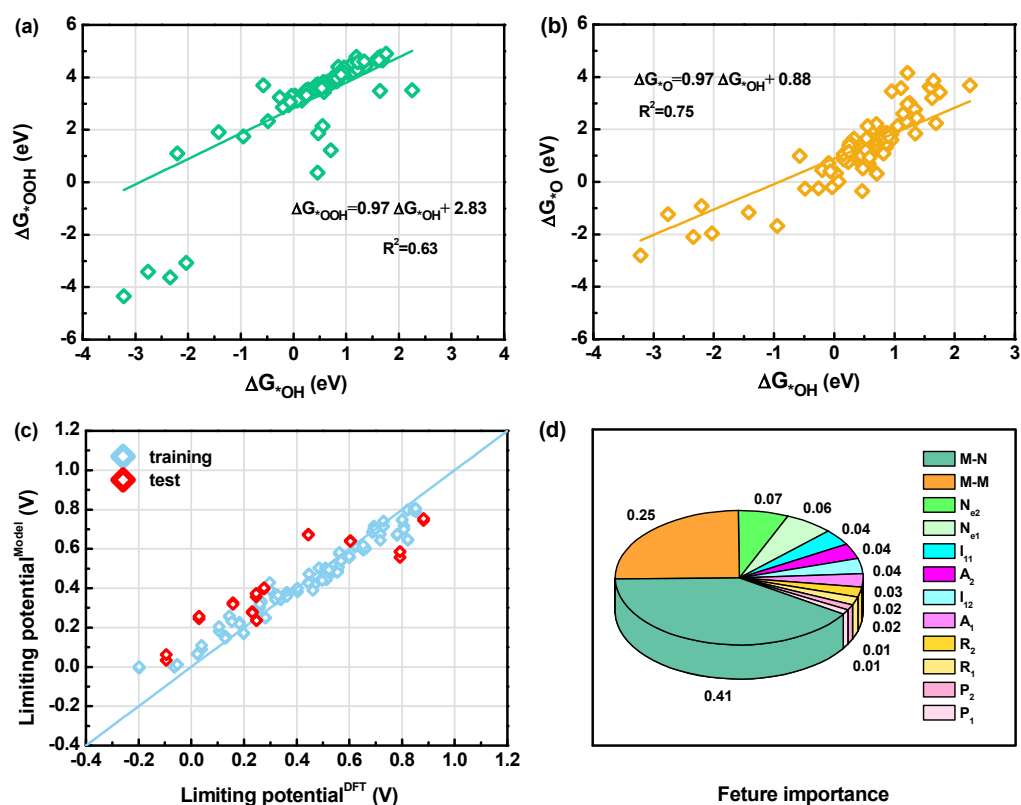 (a)
6
4
2
0
-2
-4
-6
ΔG*OOH (eV)
ΔG*OOH=0.97 ΔG*OH+ 2.83
R²=0.63
-4 -3 -2 -1 0 1 2 3 4
ΔG*OH (eV)
(b)
6
4
2
0
-2
-4
-6
ΔG*O (eV)
ΔG*O=0.97 ΔG*OH+ 0.88
R²=0.75
-4 -3 -2 -1 0 1 2 3
ΔG*OH (eV)
(c)
1.2
1.0
0.8
0.6
0.4
0.2
0.0
-0.2
-0.4
Limiting potential^Model (V)
training
test
-0.4 -0.2 0.0 0.2 0.4 0.6 0.8 1.0 1.2
Limiting potential^DFT (V)
(d)
0.25
0.07
0.06
0.04
0.04
0.04
0.03
0.02
0.02
0.01
0.01
0.41
M-N
M-M
Ne2
Ne1
I11
A2
I12
A1
R2
R1
P2
P1
Feture importance